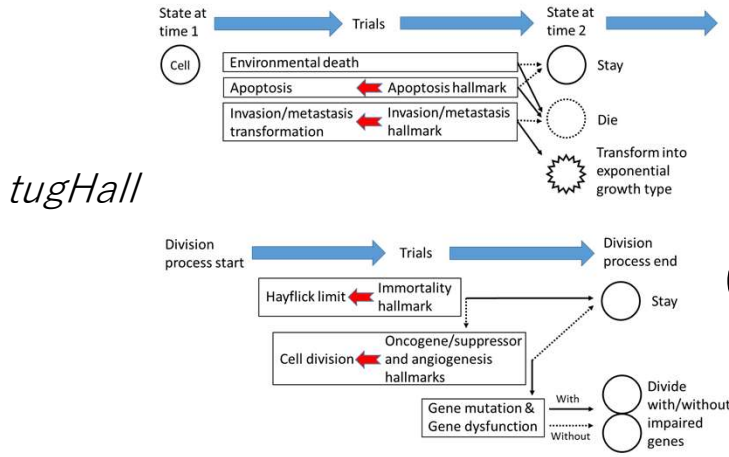 State at
time 1
Trials
State at
time 2
Cell
Environmental death
Stay
Apoptosis
Apoptosis hallmark
Invasion/metastasis
transformation
Invasion/metastasis
hallmark
Die
Transform into
exponential
growth type
tugHall
Division
process start
Trials
Division
process end
Hayflick limit
Immortality
hallmark
Stay
Cell division
Oncogene/suppressor
and angiogenesis
hallmarks
Gene mutation &
Gene dysfunction
With
Without
Divide
with/without
impaired
genes